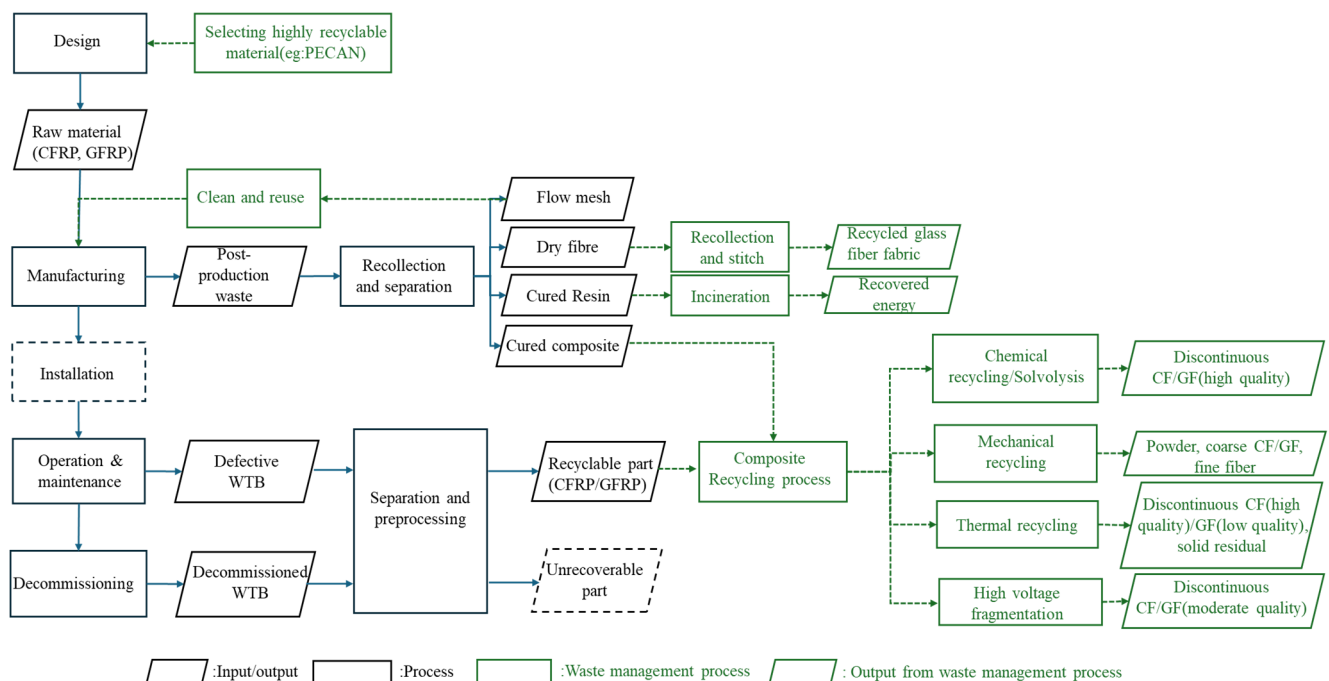 Design
Selecting highly recyclable
material(eg:PECAN)
Raw material
(CFRP, GFRP)
Clean and reuse
Flow mesh
Dry fibre
Recollection
and stitch
Recycled glass
fiber fabric
Manufacturing
Post-
production
waste
Recollection
and separation
Cured Resin
Incineration
Recovered
energy
Cured composite
Installation
Chemical
recycling/Solvolysis
Discontinuous
CF/GF(high quality)
Operation &
maintenance
Defective
WTB
Separation and
preprocessing
Recyclable part
(CFRP/GFRP)
Composite
Recycling process
Mechanical
recycling
Powder, coarse CF/GF,
fine fiber
Thermal recycling
Discontinuous CF(high
quality)/GF(low quality),
solid residual
Decommissioning
Decommissioned
WTB
Unrecoverable
part
High voltage
fragmentation
Discontinuous
CF/GF(moderate quality)
:Input/output
:Process
:Waste management process
: Output from waste management process